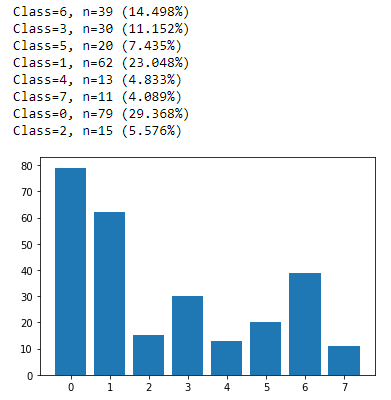 Class=6, n=39 (14.498%)
Class=3, n=30 (11.152%)
Class=5, n=20 (7.435%)
Class=1, n=62 (23.048%)
Class=4, n=13 (4.833%)
Class=7, n=11 (4.089%)
Class=0, n=79 (29.368%)
Class=2, n=15 (5.576%)
80
70
60
50
40
30
20
10
0
0 1 2 3 4 5 6 7